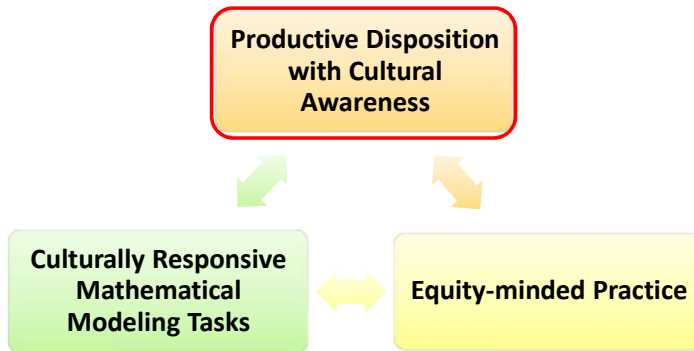 Productive Disposition
with Cultural
Awareness
Culturally Responsive
Mathematical
Modeling Tasks
Equity-minded Practice